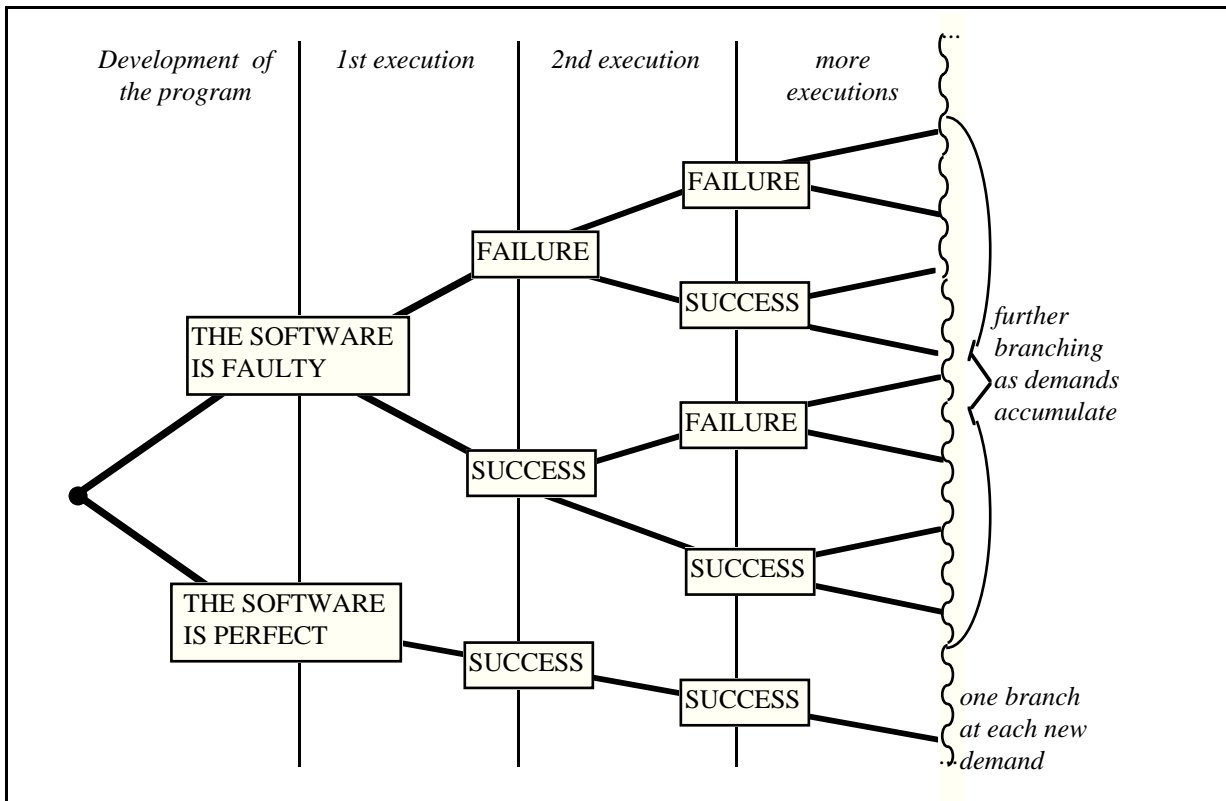 Development of
the program
1st execution
2nd execution
more
executions
...
FAILURE
FAILURE
SUCCESS
THE SOFTWARE
IS FAULTY
further
branching
as demands
accumulate
FAILURE
SUCCESS
SUCCESS
THE SOFTWARE
IS PERFECT
SUCCESS
SUCCESS
one branch
at each new
demand
...